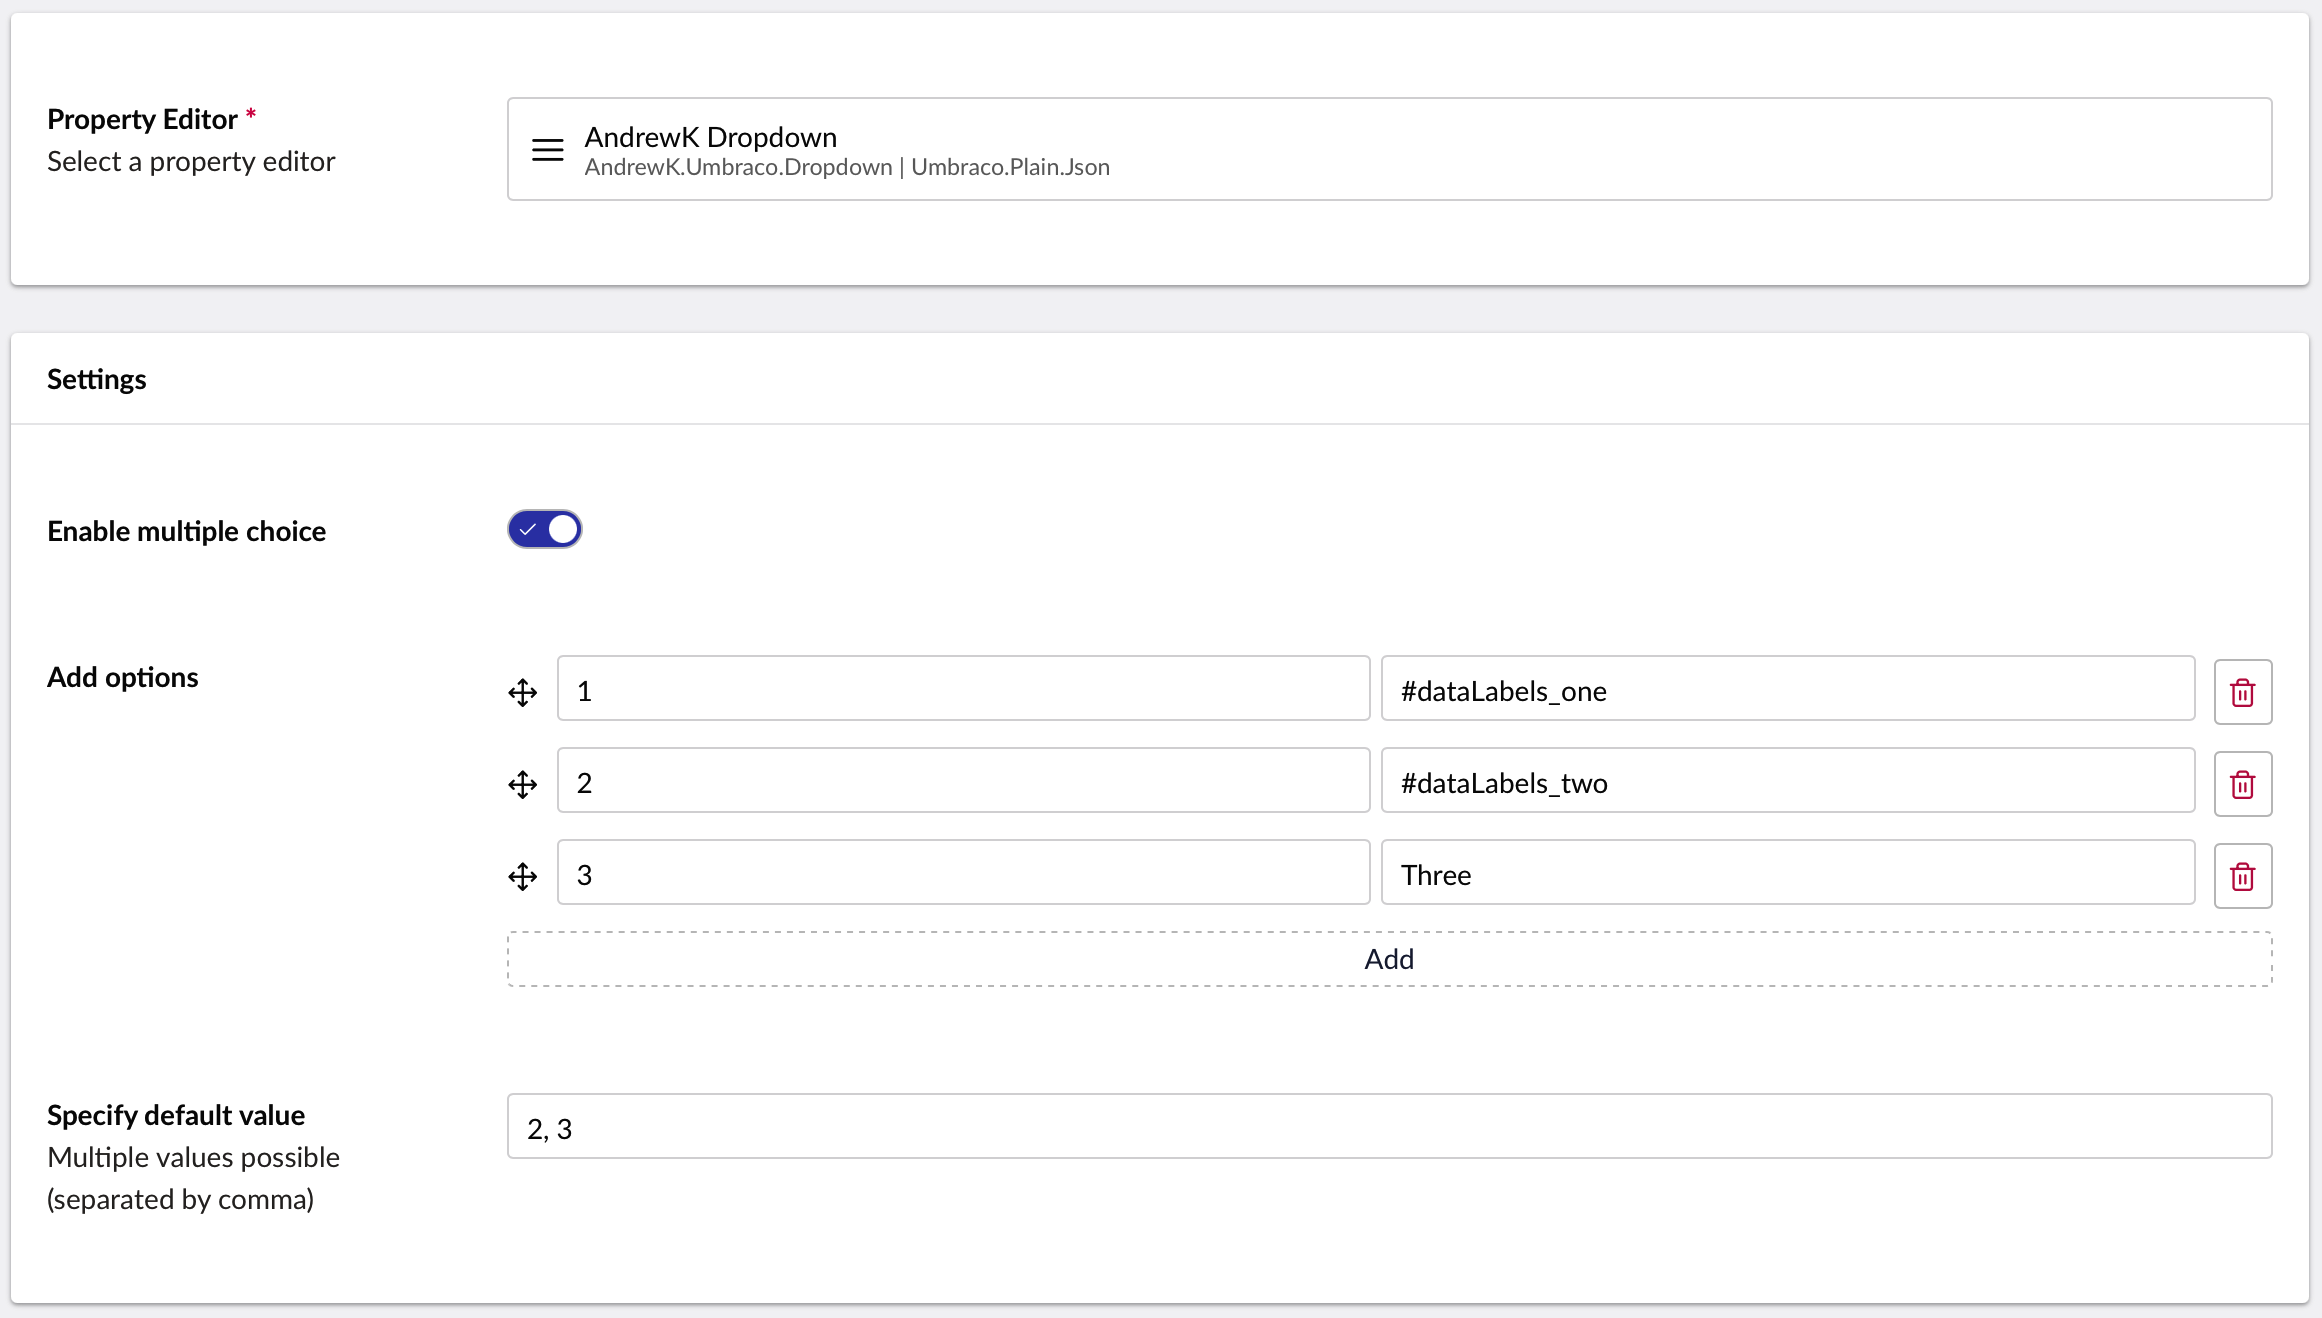 Property Editor *
Select a property editor
AndrewK Dropdown
AndrewK.Umbraco.Dropdown | Umbraco.Plain.Json
Settings
Enable multiple choice
Add options
1
#dataLabels_one
2
#dataLabels_two
3
Three
Add
Specify default value
Multiple values possible
(separated by comma)
2, 3